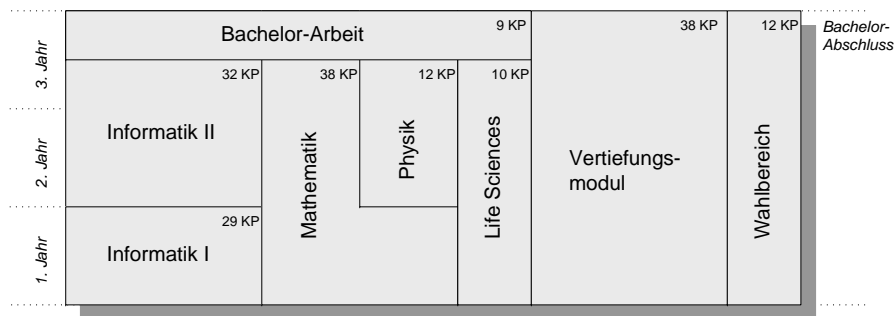 Bachelor-Arbeit
9 KP
38 KP
12 KP
Bachelor-
Abschluss
3. Jahr
32 KP
38 KP
12 KP
10 KP
Informatik II
Mathematik
Physik
Life Sciences
Vertiefungs-
modul
Wahlbereich
2. Jahr
29 KP
Informatik I
1. Jahr